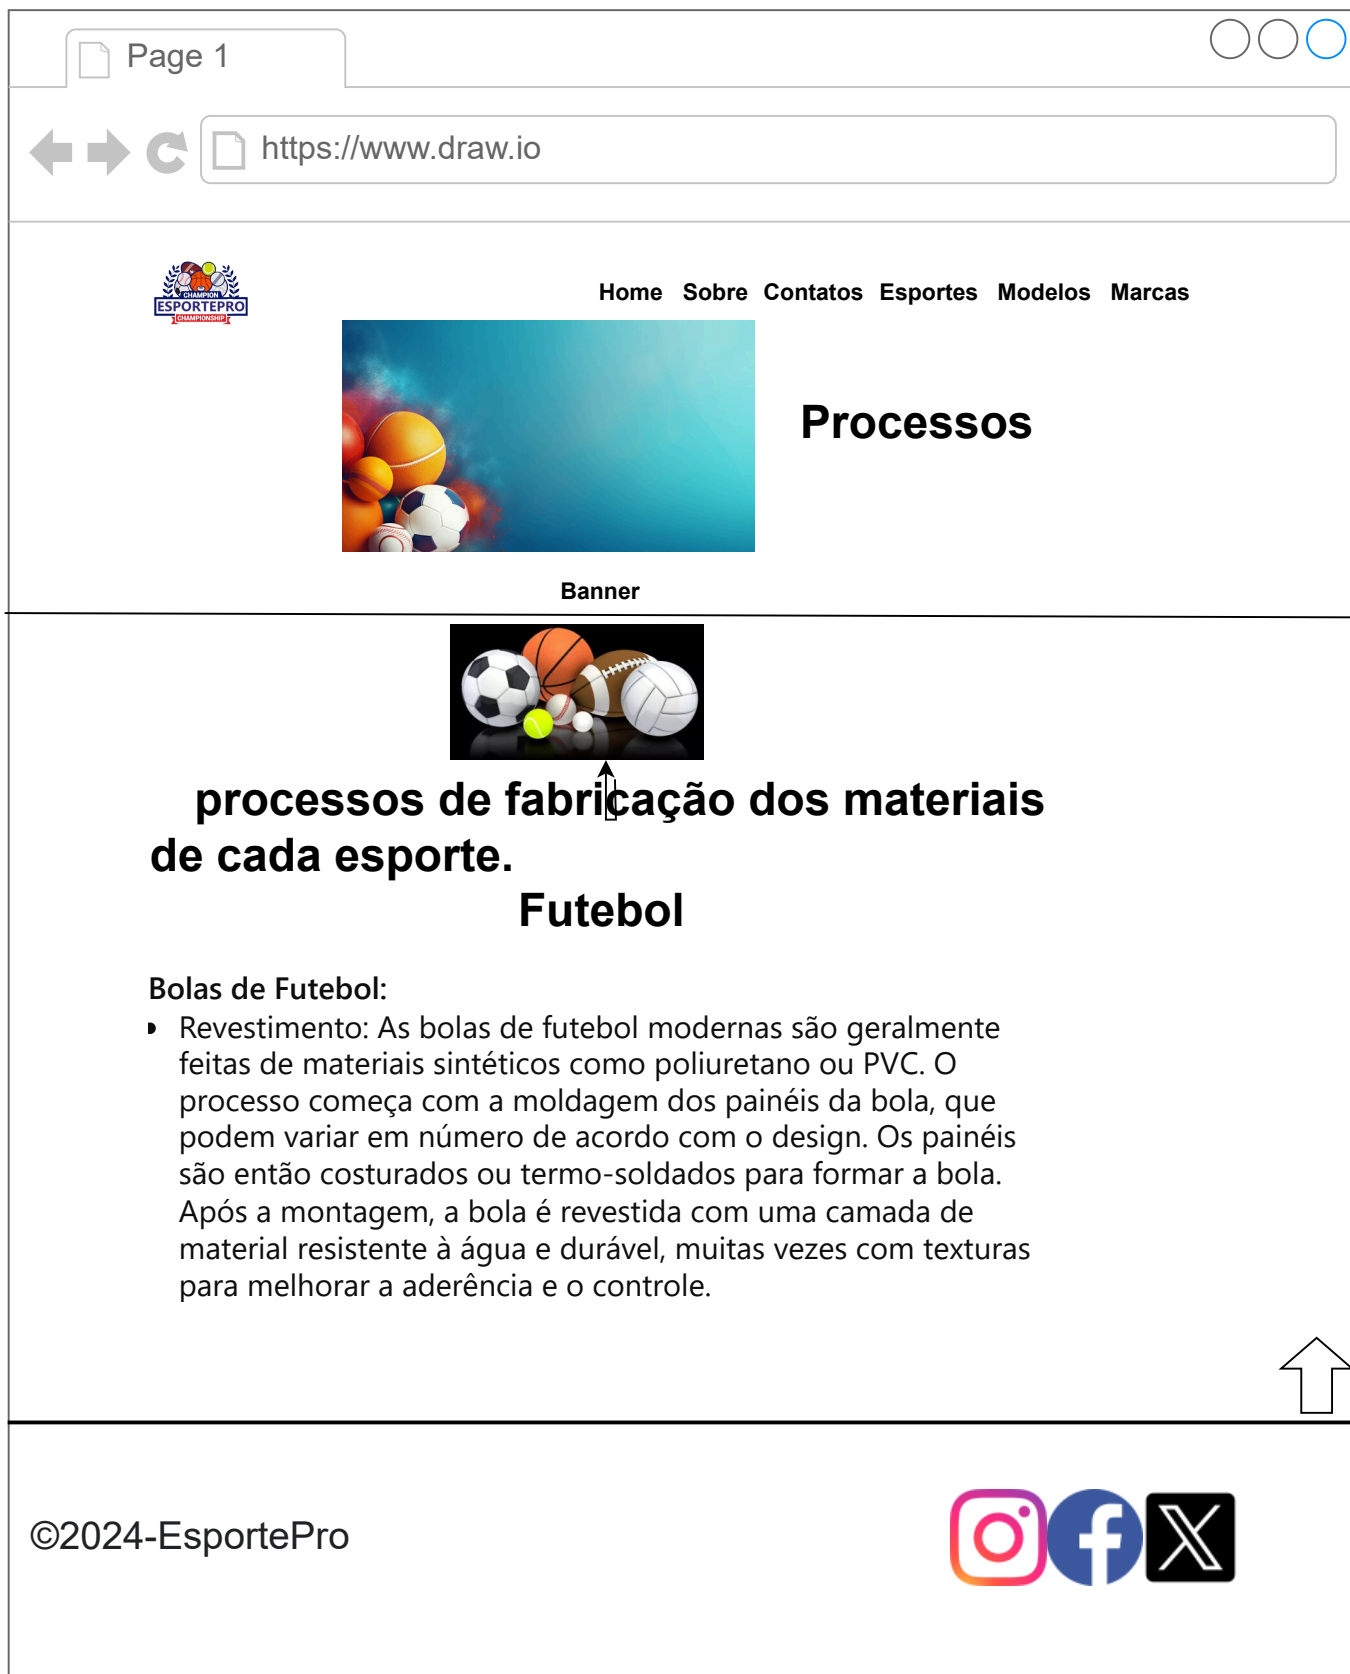 Page 1
https://www.draw.io
CHAMPION
ESPORTEPRO
CHAMPIONSHIP
Home Sobre Contatos Esportes Modelos Marcas
Processos
Banner
processos de fabricação dos materiais
de cada esporte.
Futebol
Bolas de Futebol:
Revestimento: As bolas de futebol modernas são geralmente
feitas de materiais sintéticos como poliuretano ou PVC. O
processo começa com a moldagem dos painéis da bola, que
podem variar em número de acordo com o design. Os painéis
são então costurados ou termo-soldados para formar a bola.
Após a montagem, a bola é revestida com uma camada de
material resistente à água e durável, muitas vezes com texturas
para melhorar a aderência e o controle.
©2024-EsportePro